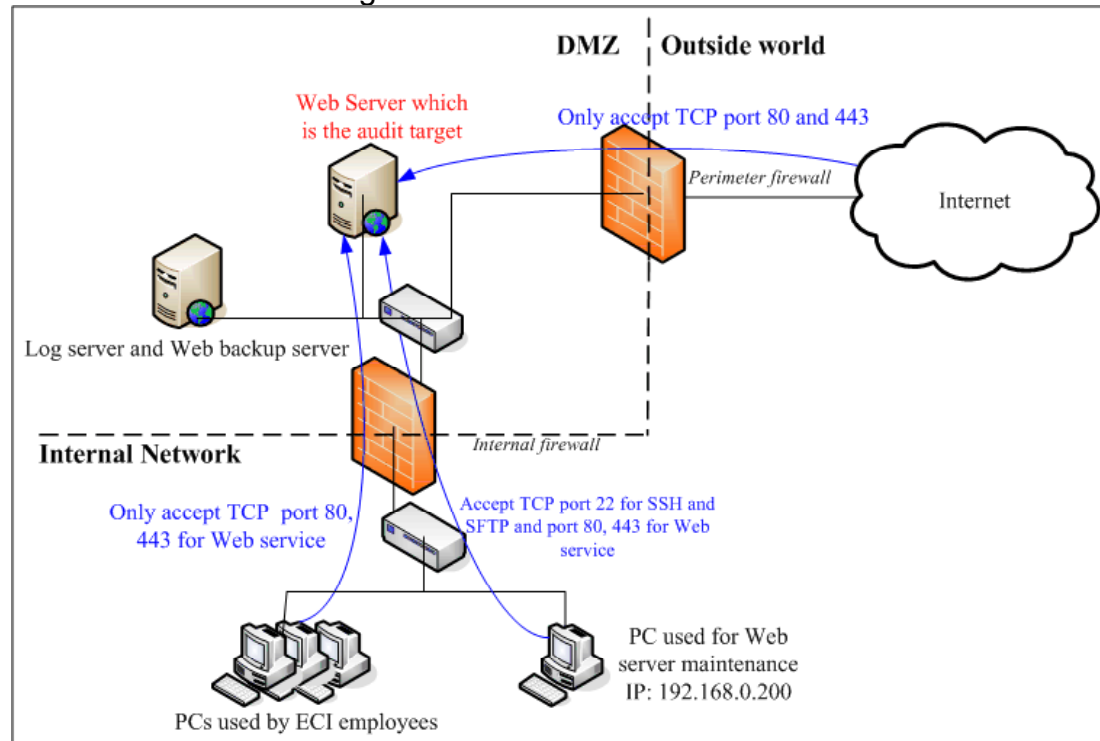 DMZ
Outside world
Web Server which
is the audit target
Only accept TCP port 80 and 443
Perimeter firewall
Internet
Log server and Web backup server
Internal firewall
Internal Network
Only accept TCP port 80,
443 for Web service
Accept TCP port 22 for SSH and
SFTP and port 80, 443 for Web
service
PC used for Web
server maintenance
IP: 192.168.0.200
PCs used by ECI employees